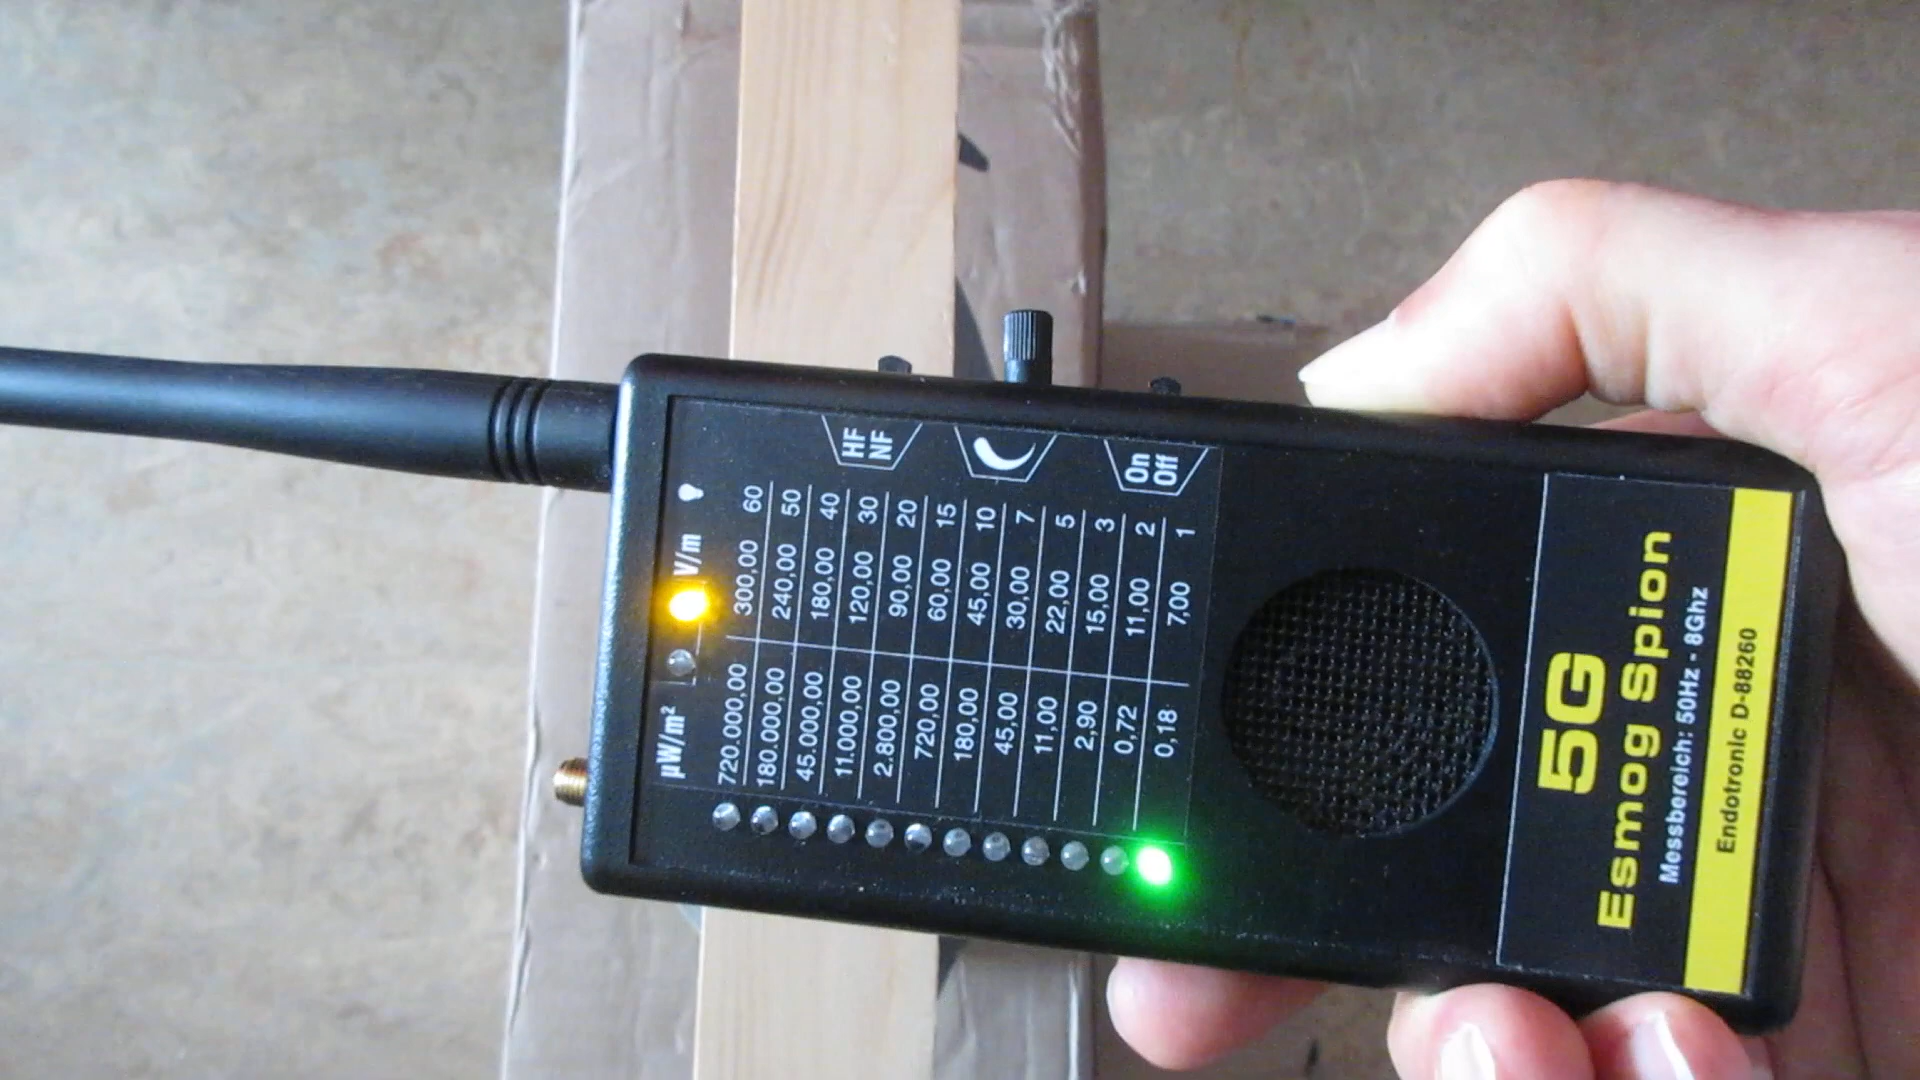 µW/m² V/m
720.000,00 300,00 60
180.000,00 240,00 50
45.000,00 180,00 40
11.000,00 120,00 30
2.800,00 90,00 20
720,00 60,00 15
180,00 45,00 10
45,00 30,00 7
11,00 22,00 5
2,90 15,00 3
0,72 11,00 2
0,18 7,00 1
HF
NF
On
Off
5G
Esmog Spion
Messbereich: 50Hz - 8Ghz
Endotronic D-88260